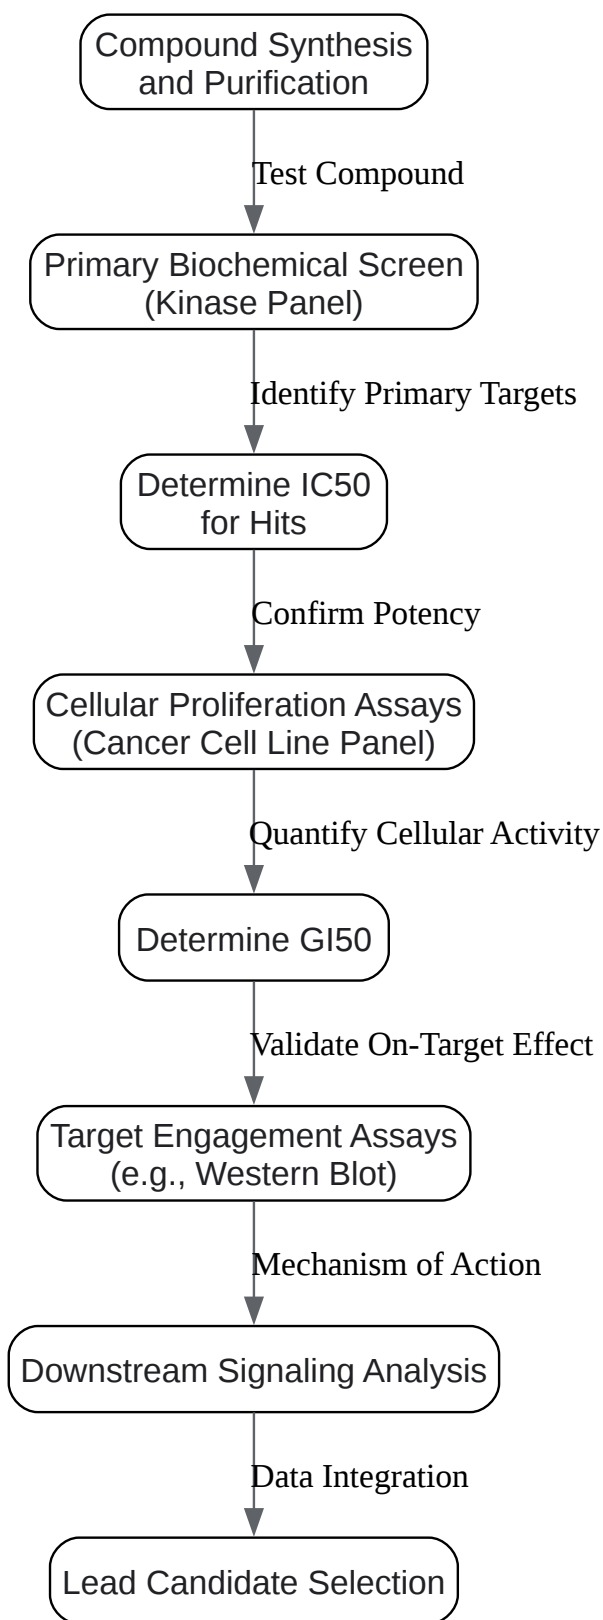 Compound Synthesis
and Purification
Test Compound
Primary Biochemical Screen
(Kinase Panel)
Identify Primary Targets
Determine IC50
for Hits
Confirm Potency
Cellular Proliferation Assays
(Cancer Cell Line Panel)
Quantify Cellular Activity
Determine GI50
Validate On-Target Effect
Target Engagement Assays
(e.g., Western Blot)
Mechanism of Action
Downstream Signaling Analysis
Data Integration
Lead Candidate Selection